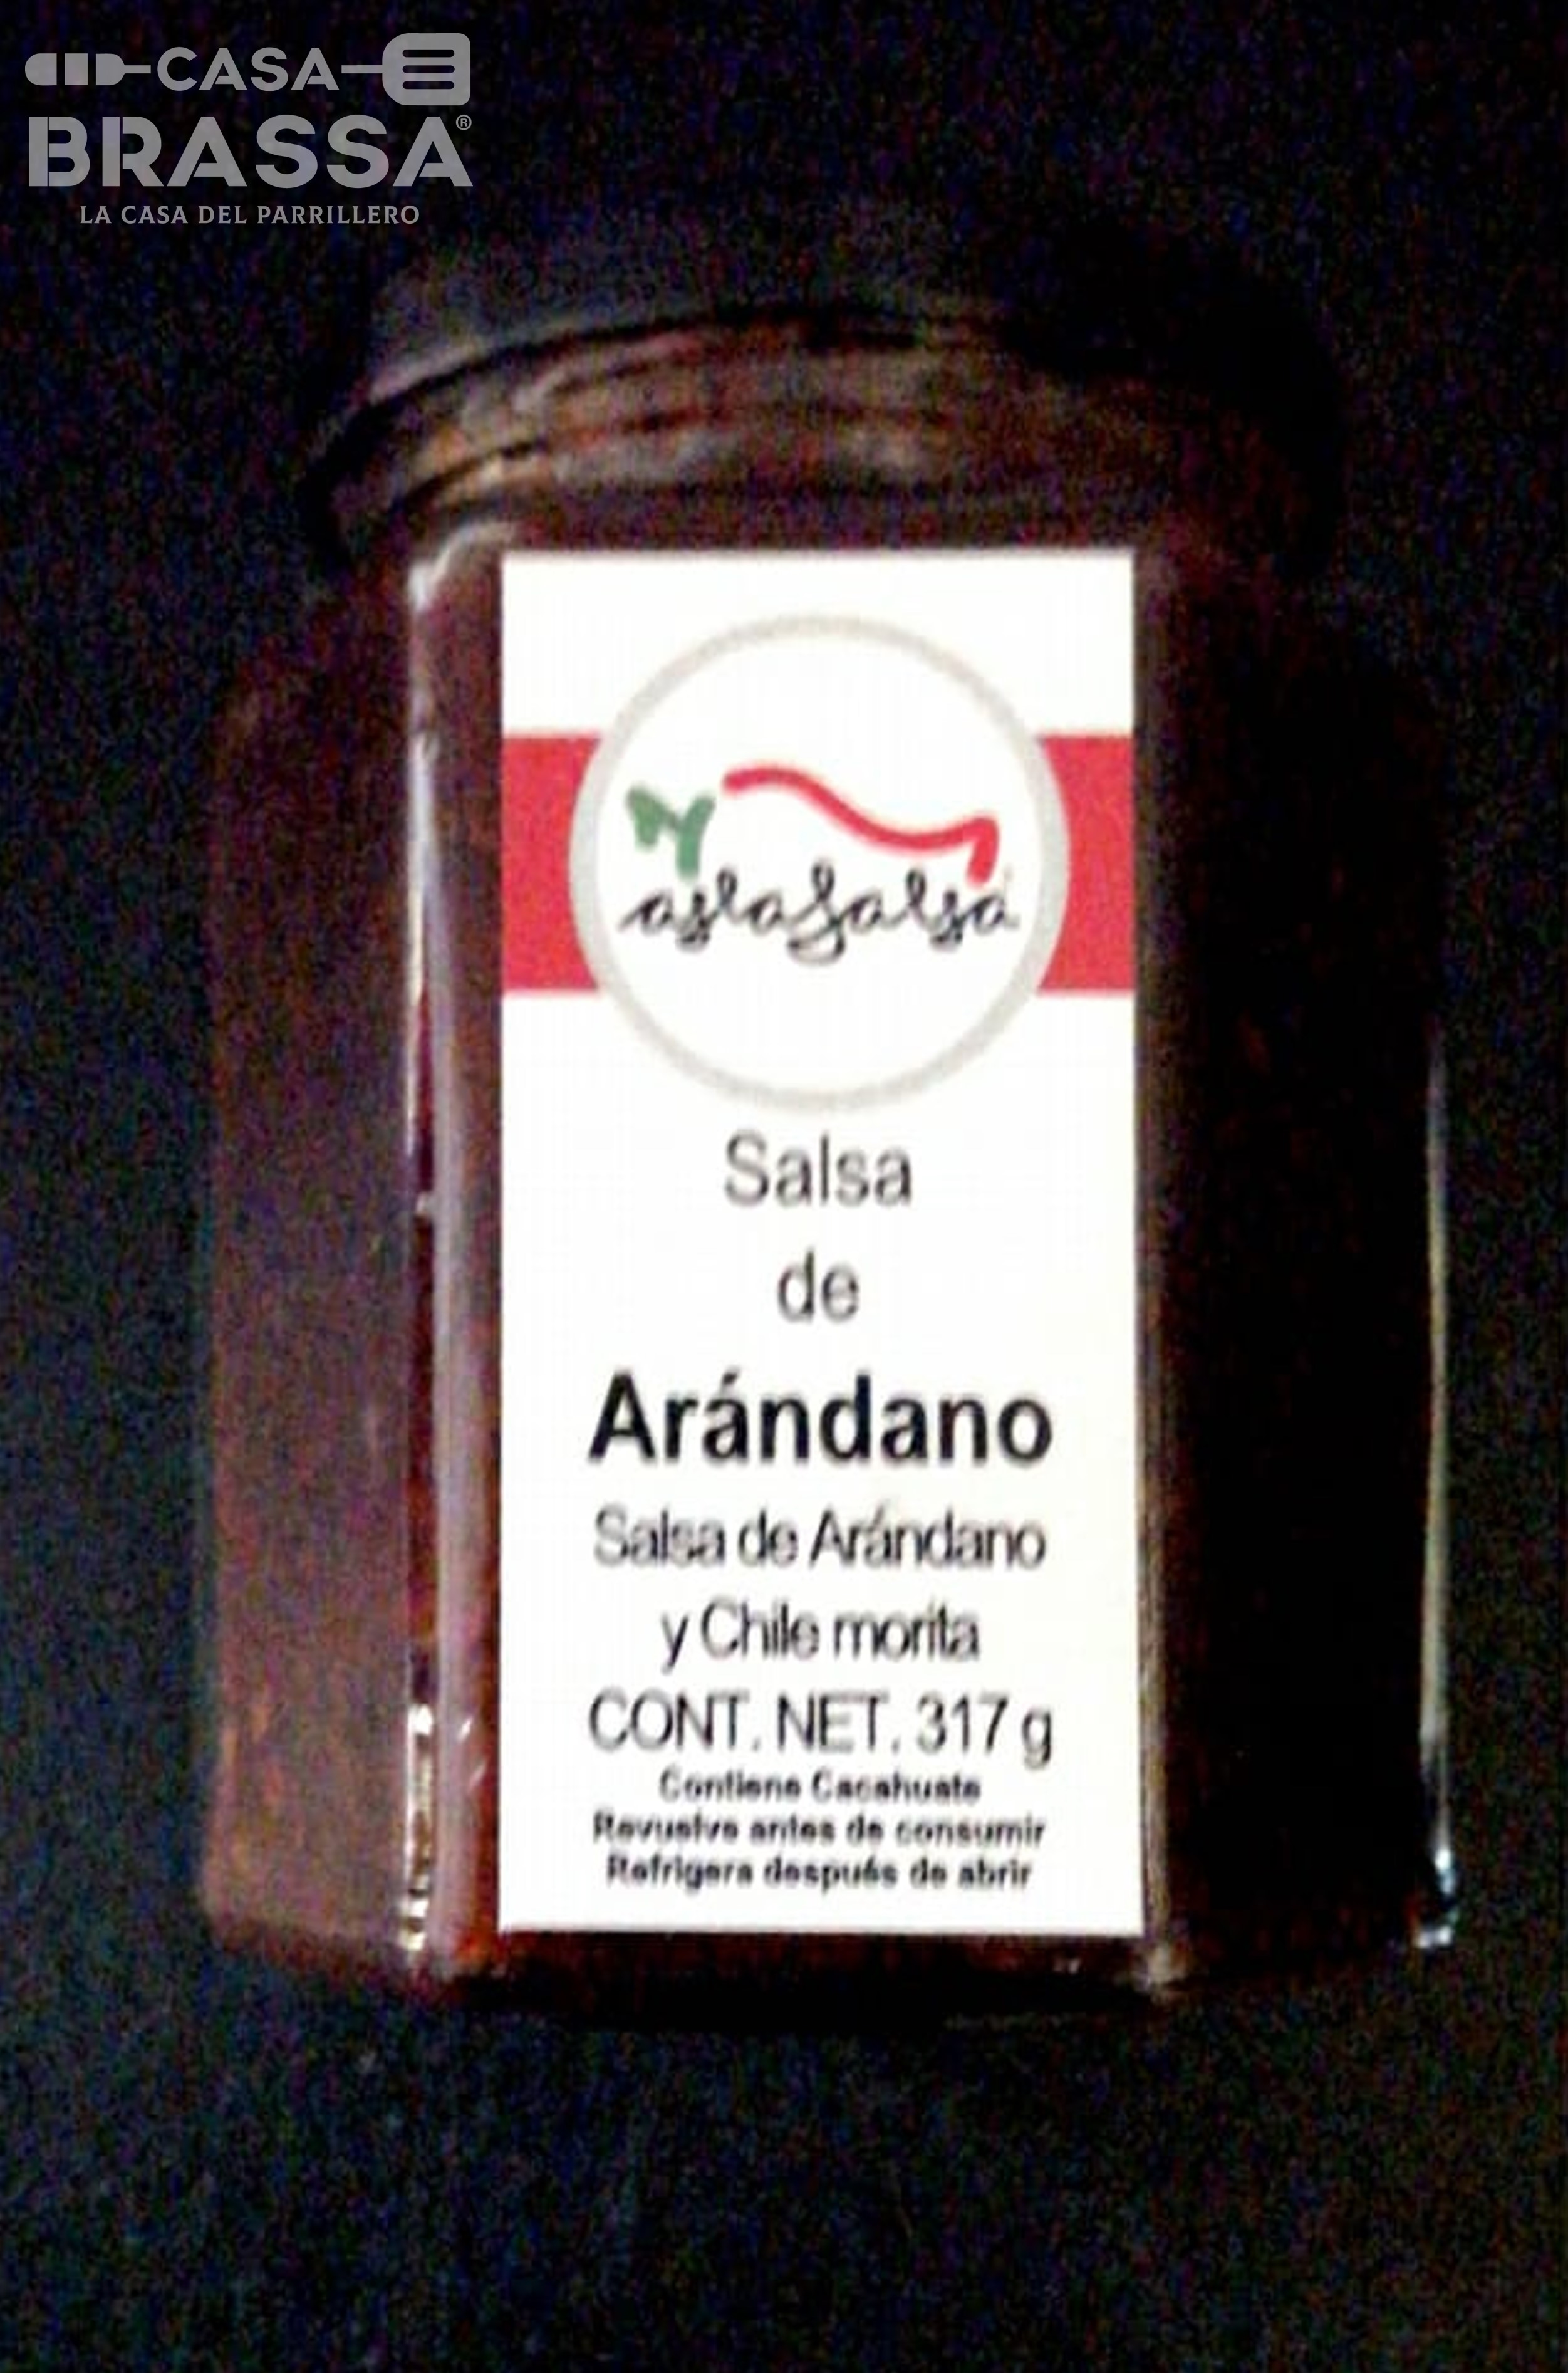 CASA
BRASSA®
LA CASA DEL PARRILLERO
Salsa
de
Arándano
Salsa de Arándano
y Chile morita
CONT. NET. 317 g
Contiene Cacahuate
Revuelve antes de consumir
Refrigera después de abrir